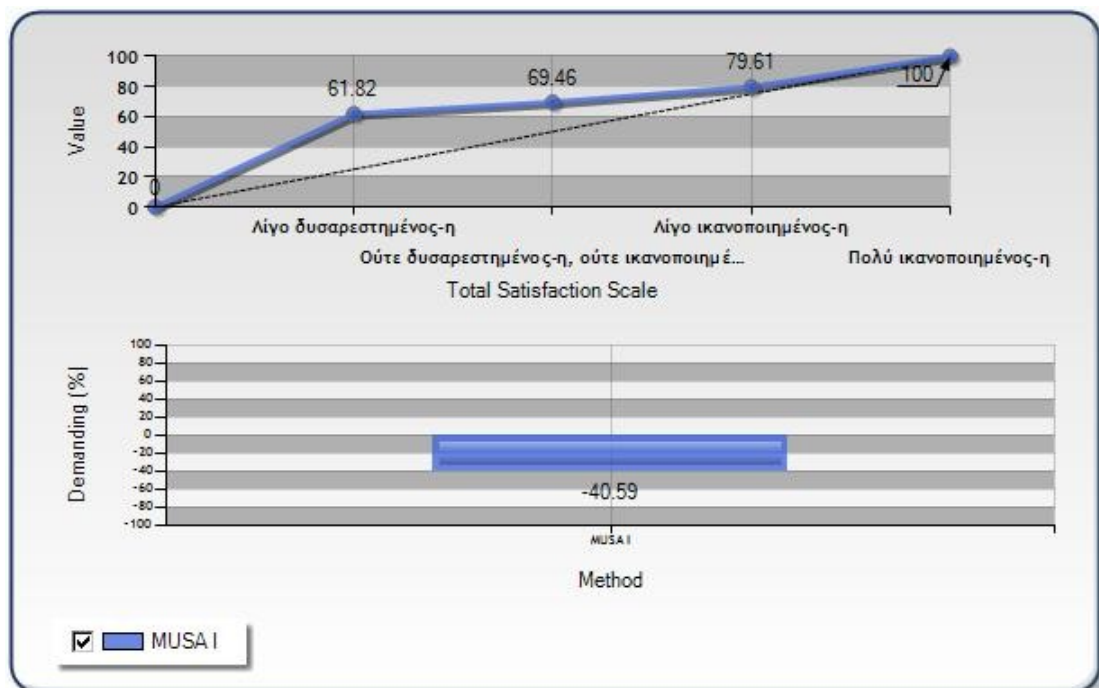 100
80
60
40
20
0
Value
0
61.82
69.46
79.61
100
Λίγο δυσαρεστημένος-η
Λίγο ικανοποιημένος-η
Ούτε δυσαρεστημένος-η, ούτε ικανοποιημέ...
Πολύ ικανοποιημένος-η
Total Satisfaction Scale
100
80
60
40
20
0
-20
-40
-60
-80
-100
Demanding (%)
-40.59
MUSA I
Method
MUSA I